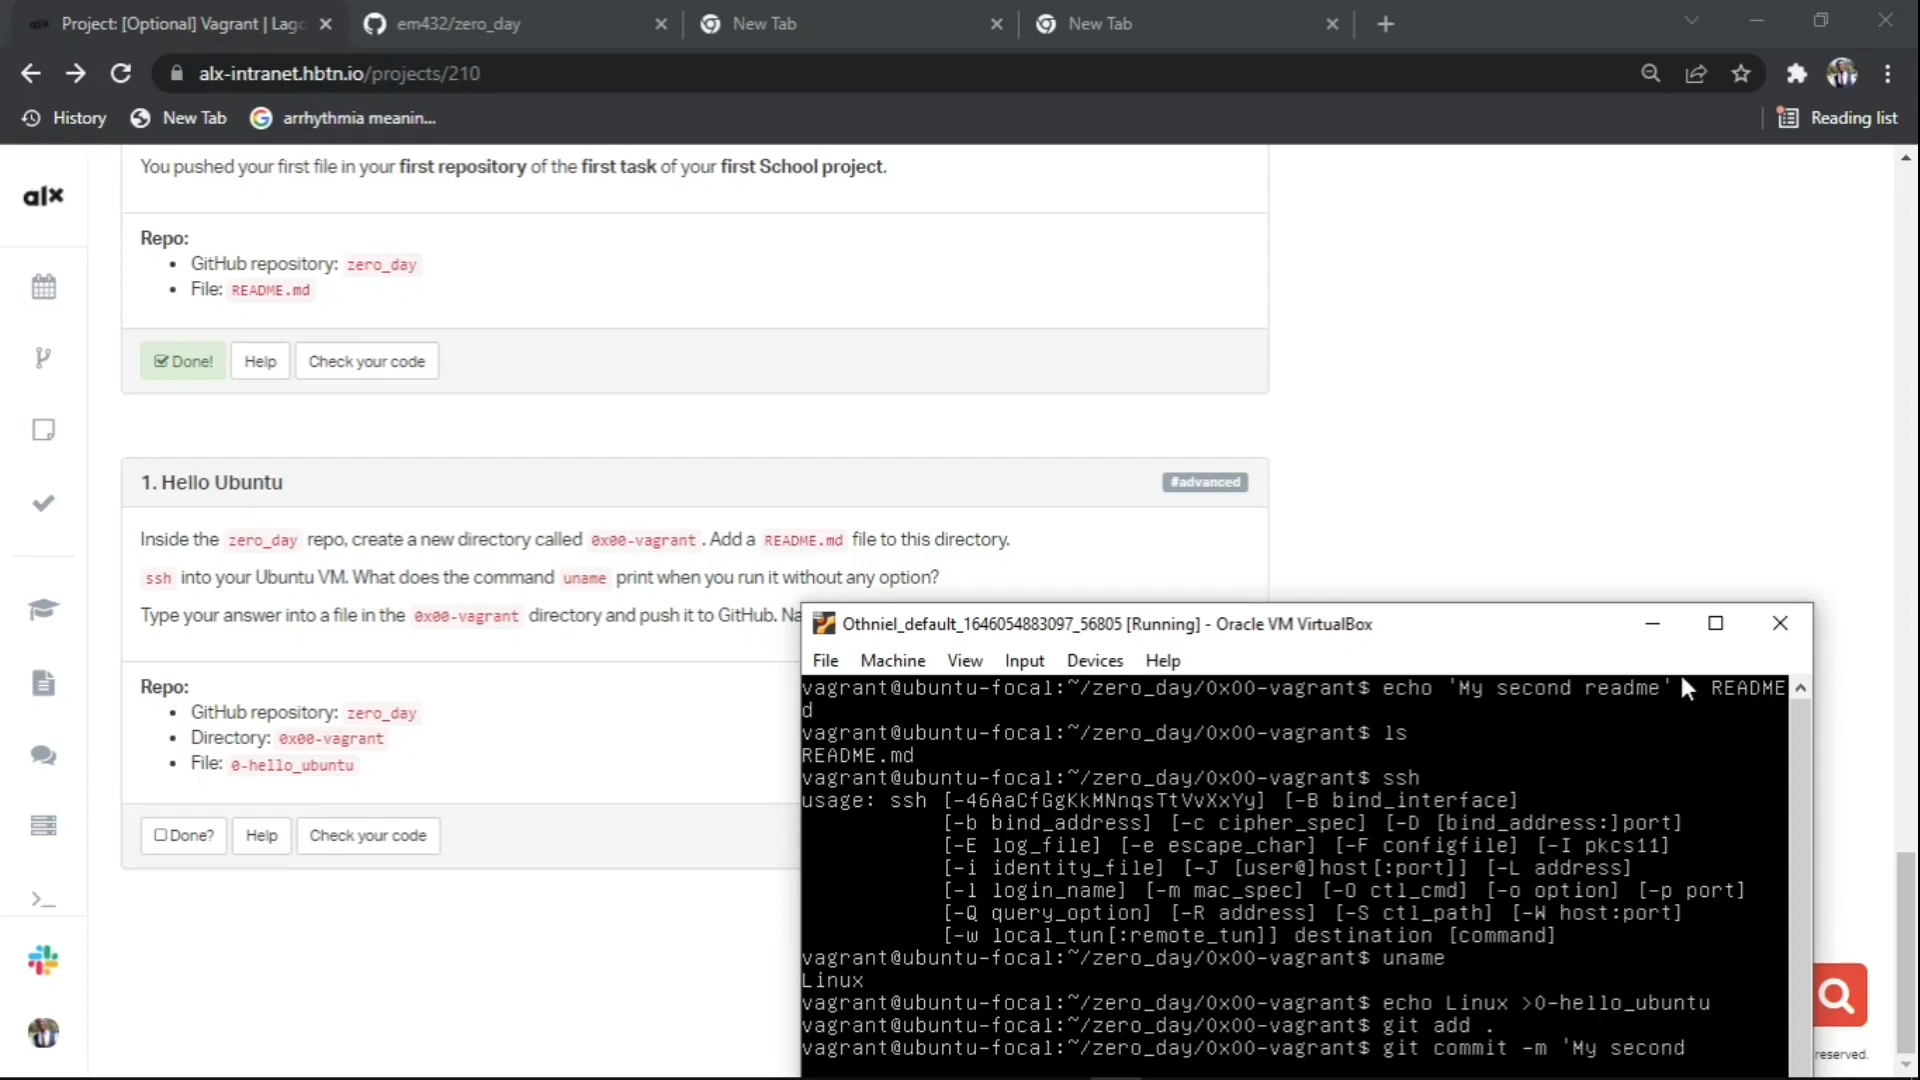 alx Project: [Optional] Vagrant | Lago
em432/zero_day
New Tab
New Tab
alx-intranet.hbtn.io/projects/210
History
New Tab
arrhythmia meanin...
Reading list
alx
You pushed your first file in your first repository of the first task of your first School project.
Repo:
GitHub repository: zero_day
File: README.md
Done!
Help
Check your code
1. Hello Ubuntu
#advanced
Inside the zero_day repo, create a new directory called 0x00-vagrant. Add a README.md file to this directory.
ssh into your Ubuntu VM. What does the command uname print when you run it without any option?
Type your answer into a file in the 0x00-vagrant directory and push it to GitHub. Na
Repo:
GitHub repository: zero_day
Directory: 0x00-vagrant
File: 0-hello_ubuntu
Done?
Help
Check your code
Othniel_default_1646054883097_56805 [Running] - Oracle VM VirtualBox
File Machine View Input Devices Help
vagrant@ubuntu-focal:~/zero_day/0x00-vagrant$ echo 'My second readme' README
d
vagrant@ubuntu-focal:~/zero_day/0x00-vagrant$ ls
README.md
vagrant@ubuntu-focal:~/zero_day/0x00-vagrant$ ssh
usage: ssh [-46AaCfGgKkMNnqsTtVvXxYy] [-B bind_interface]
[-b bind_address] [-c cipher_spec] [-D [bind_address:]port]
[-E log_file] [-e escape_char] [-F configfile] [-I pkcs11]
[-i identity_file] [-J [user@]host[:port]] [-L address]
[-l login_name] [-m mac_spec] [-O ctl_cmd] [-o option] [-p port]
[-Q query_option] [-R address] [-S ctl_path] [-W host:port]
[-w local_tun[:remote_tun]] destination [command]
vagrant@ubuntu-focal:~/zero_day/0x00-vagrant$ uname
Linux
vagrant@ubuntu-focal:~/zero_day/0x00-vagrant$ echo Linux >0-hello_ubuntu
vagrant@ubuntu-focal:~/zero_day/0x00-vagrant$ git add .
vagrant@ubuntu-focal:~/zero_day/0x00-vagrant$ git commit -m 'My second
reserved.